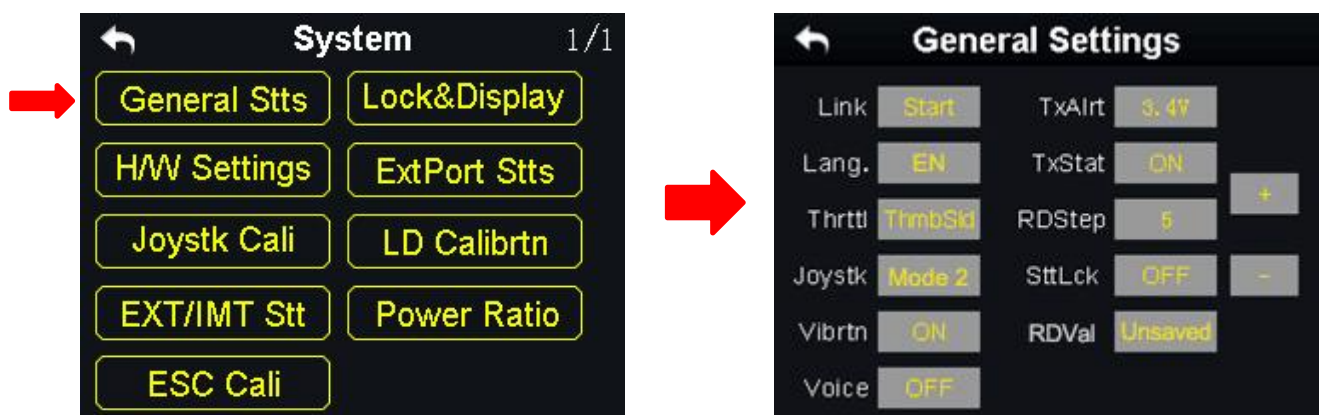 System 1/1
General Stts Lock&Display
H/W Settings ExtPort Stts
Joystk Cali LD Calibrtn
EXT/IMT Stt Power Ratio
ESC Cali
General Settings
Link Start TxAlrt 3.4V
Lang. EN TxStat ON
+
Thrttl ThmbSld RDStep 5
Joystk Mode 2 SttLck OFF -
Vibrtn ON RDVal Unsaved
Voice OFF